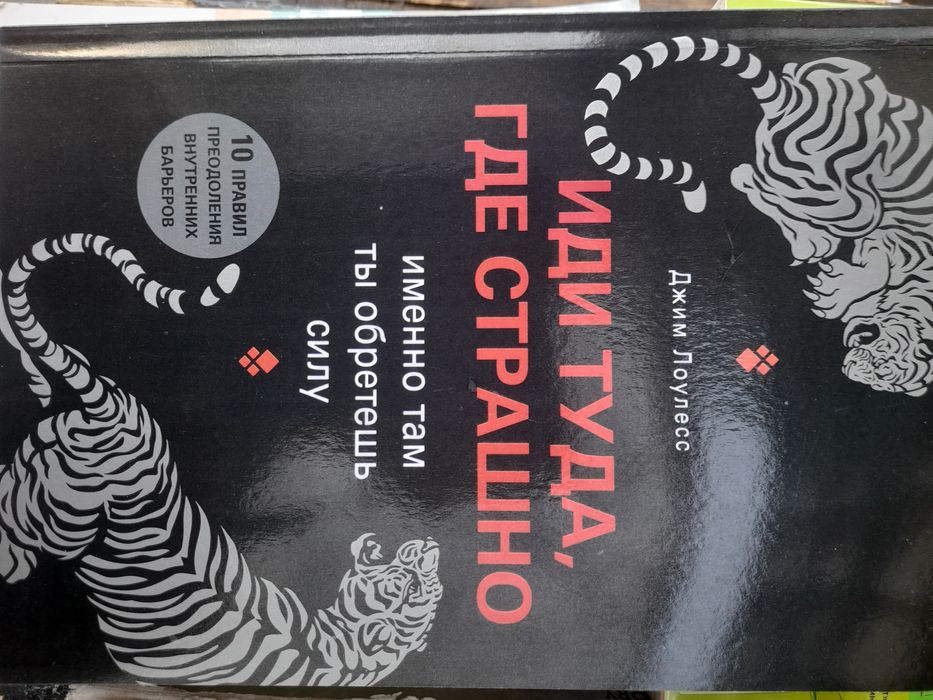 Джим Лоулесс
ИДИ ТУДА,
ГДЕ СТРАШНО
именно там
ты обретешь
силу
10 ПРАВИЛ
ПРЕОДОЛЕНИЯ
ВНУТРЕННИХ
БАРЬЕРОВ